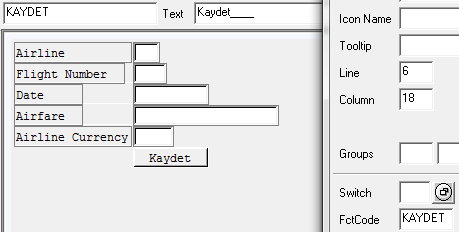 KAYDET Text Kaydet____
Icon Name
Tooltip
Line 6
Column 18
Groups
Switch
FctCode KAYDET
Airline
Flight Number
Date
Airfare
Airline Currency
Kaydet